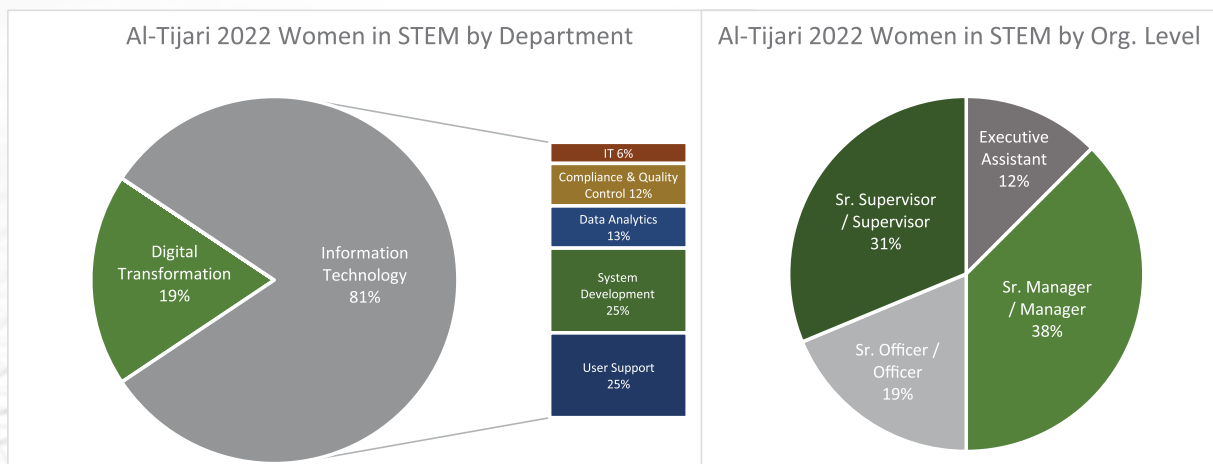 Al-Tijari 2022 Women in STEM by Department
Digital
Transformation
19%
Information
Technology
81%
IT 6%
Compliance & Quality
Control 12%
Data Analytics
13%
System
Development
25%
User Support
25%
Al-Tijari 2022 Women in STEM by Org. Level
Executive
Assistant
12%
Sr. Supervisor
/ Supervisor
31%
Sr. Manager
/ Manager
38%
Sr. Officer /
Officer
19%